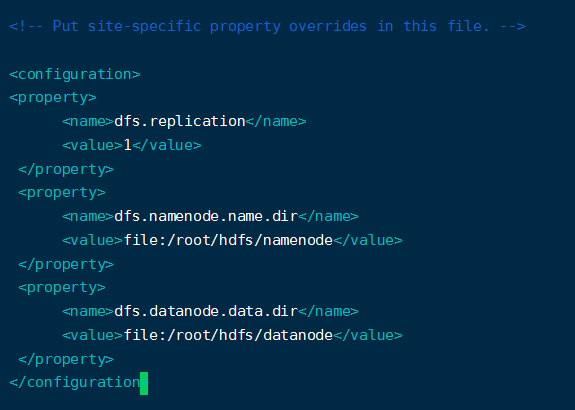 <!-- Put site-specific property overrides in this file. -->
<configuration>
<property>
<name>dfs.replication</name>
<value>1</value>
</property>
<property>
<name>dfs.namenode.name.dir</name>
<value>file:/root/hdfs/namenode</value>
</property>
<property>
<name>dfs.datanode.data.dir</name>
<value>file:/root/hdfs/datanode</value>
</property>
</configuration>